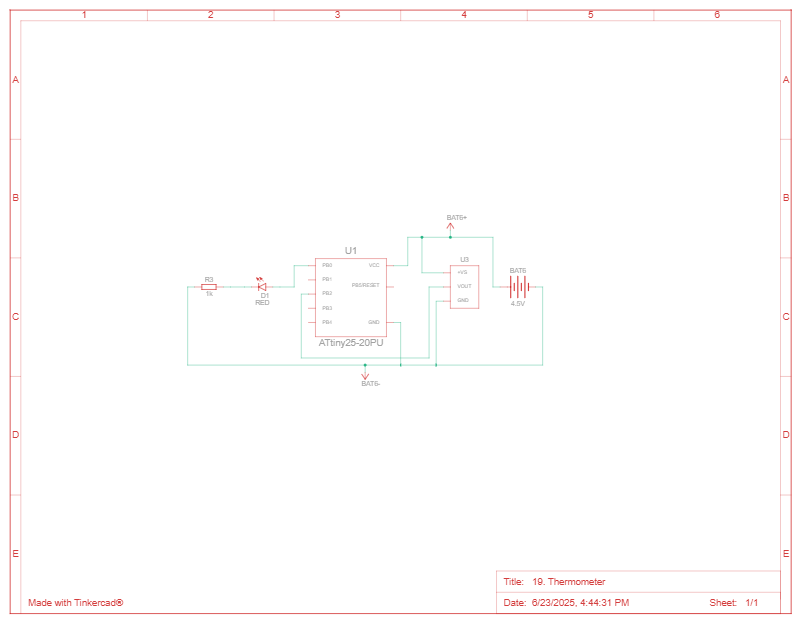 1 2 3 4 5 6
A A
B B
BAT6+
U1
U3
PB0 VCC
PB1
PB5/RESET
PB2
PB3
PB4 GND
+VS
VOUT
GND
BAT6
4.5V
R3
1k
D1
RED
C C
ATtiny25-20PU
BAT6-
D D
E E
Title: 19. Thermometer
Made with Tinkercad®
Date: 6/23/2025, 4:44:31 PM Sheet: 1/1